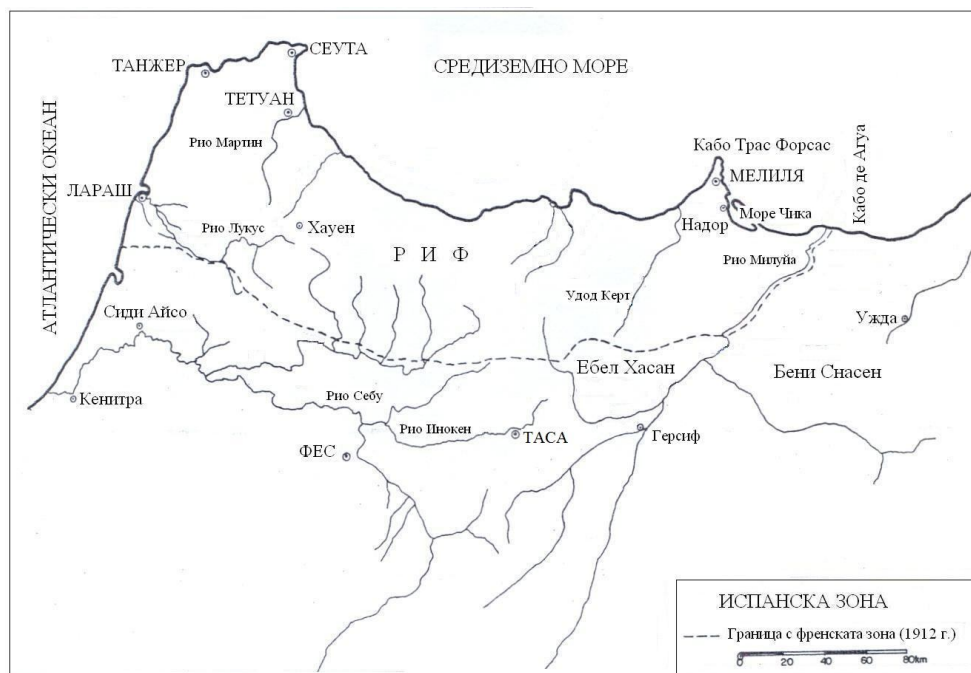 СЕУТА
ТАНЖЕР
СРЕДИЗЕМНО МОРЕ
ТЕТУАН
АТЛАНТИЧЕСКИ ОКЕАН
Рио Мартин
Кабо Трас Форсас
Кабо де Агуа
МЕЛИЛЯ
ЛАРАШ
Море Чика
Надор
Рио Лукус
Хауен
РИФ
Рио Милуйа
Удод Керт
Сиди Айсо
Ужда
Ебел Хасан
Бени Снасен
Кенитра
Рио Себу
Рио Инокен
ТАСА
Герсиф
ФЕС
ИСПАНСКА ЗОНА
Граница с френската зона (1912 г.)
0 20 40 60 80km